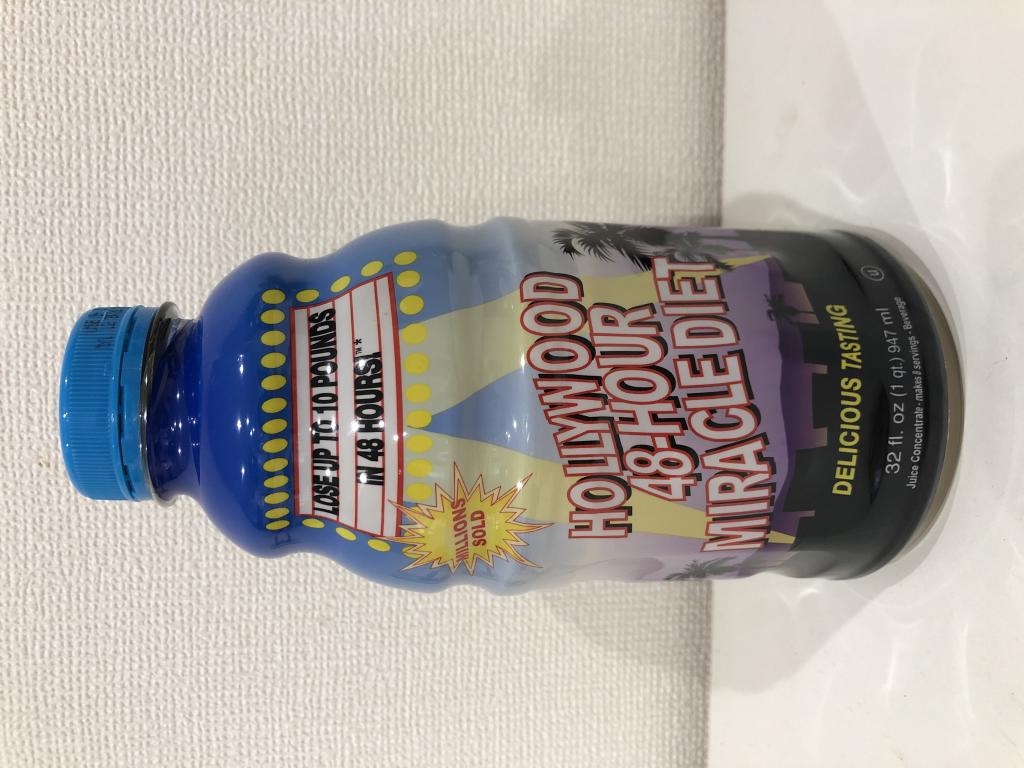 LOSE UP TO 10 POUNDS
IN 48 HOURS!™*
MILLIONS
SOLD
HOLLYWOOD
48-HOUR
MIRACLE DIET
DELICIOUS TASTING
32 fl. oz (1 qt.) 947 ml
Juice Concentrate - makes 8 servings - Beverage
U